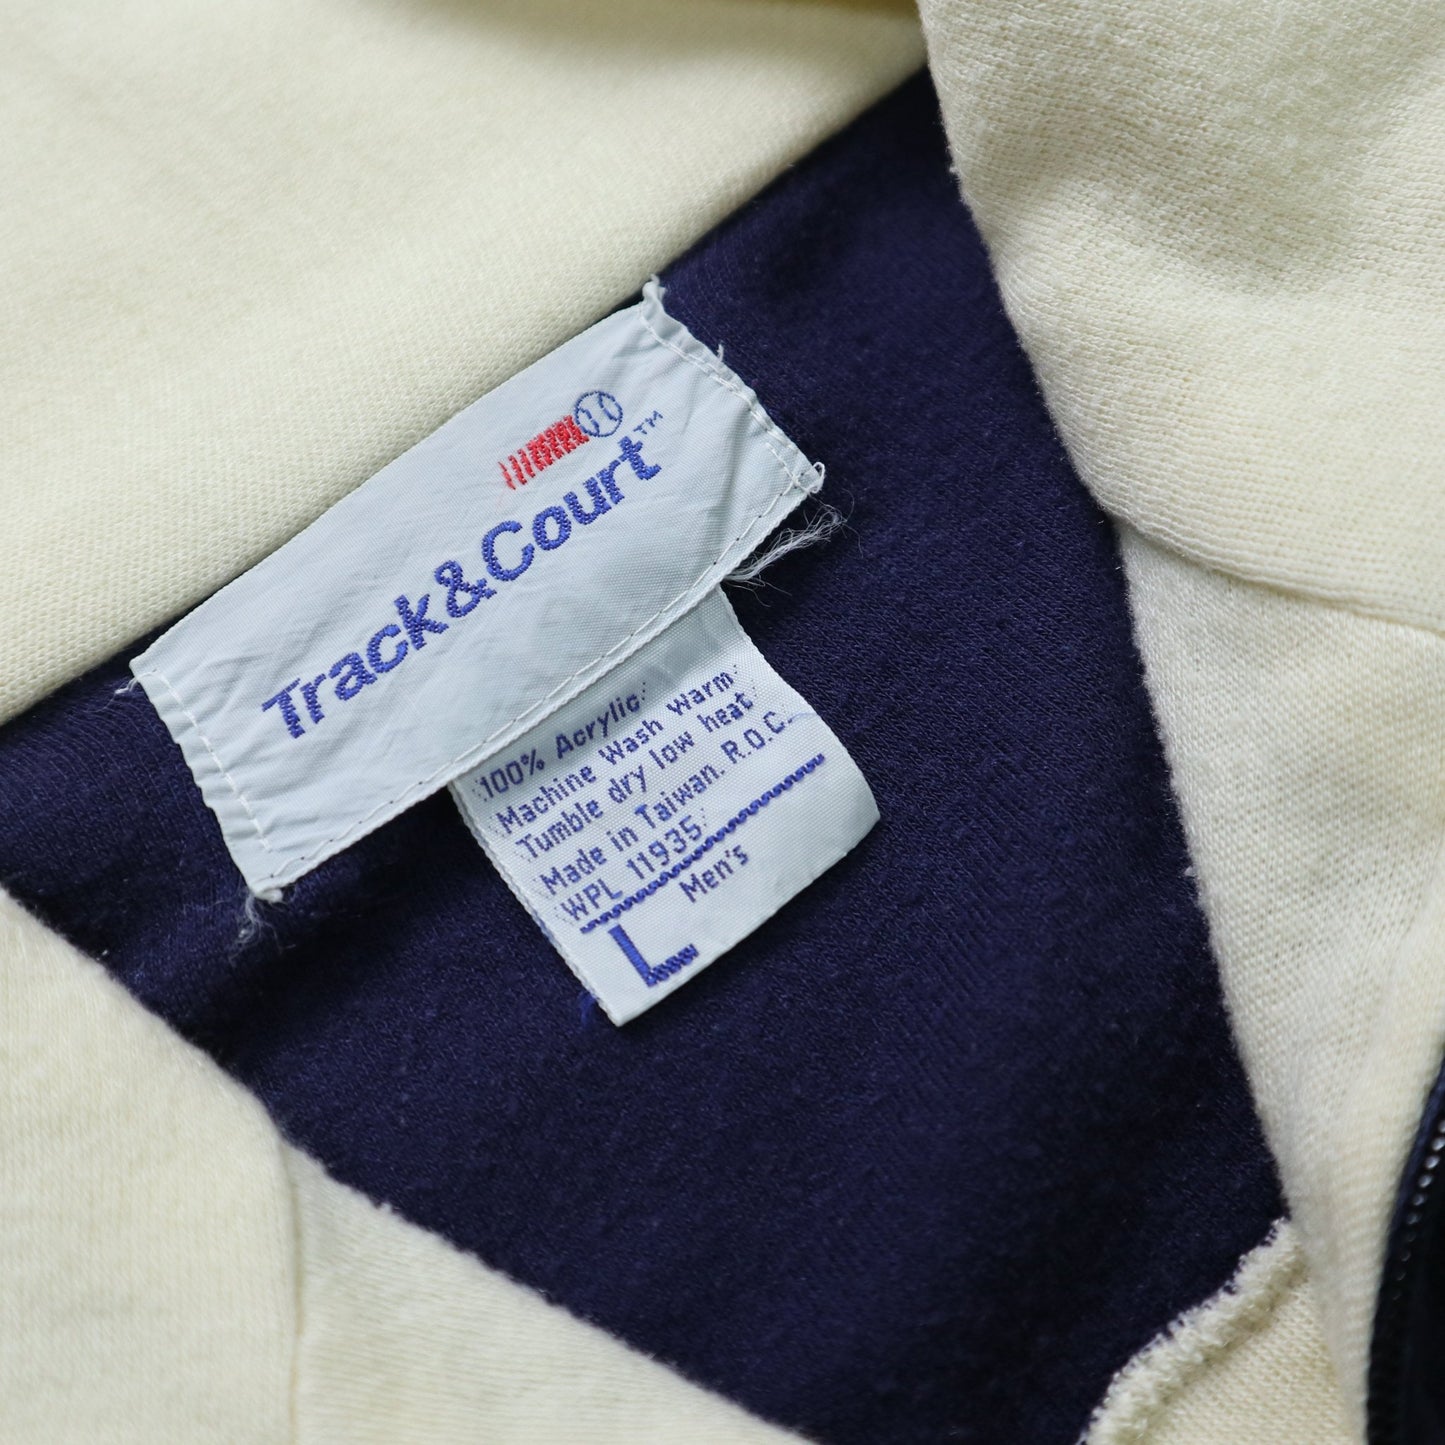 Track&Court™
100% Acrylic
Machine Wash Warm
Tumble dry low heat
Made in Taiwan. R.O.C.
WPL 11935
L Men's